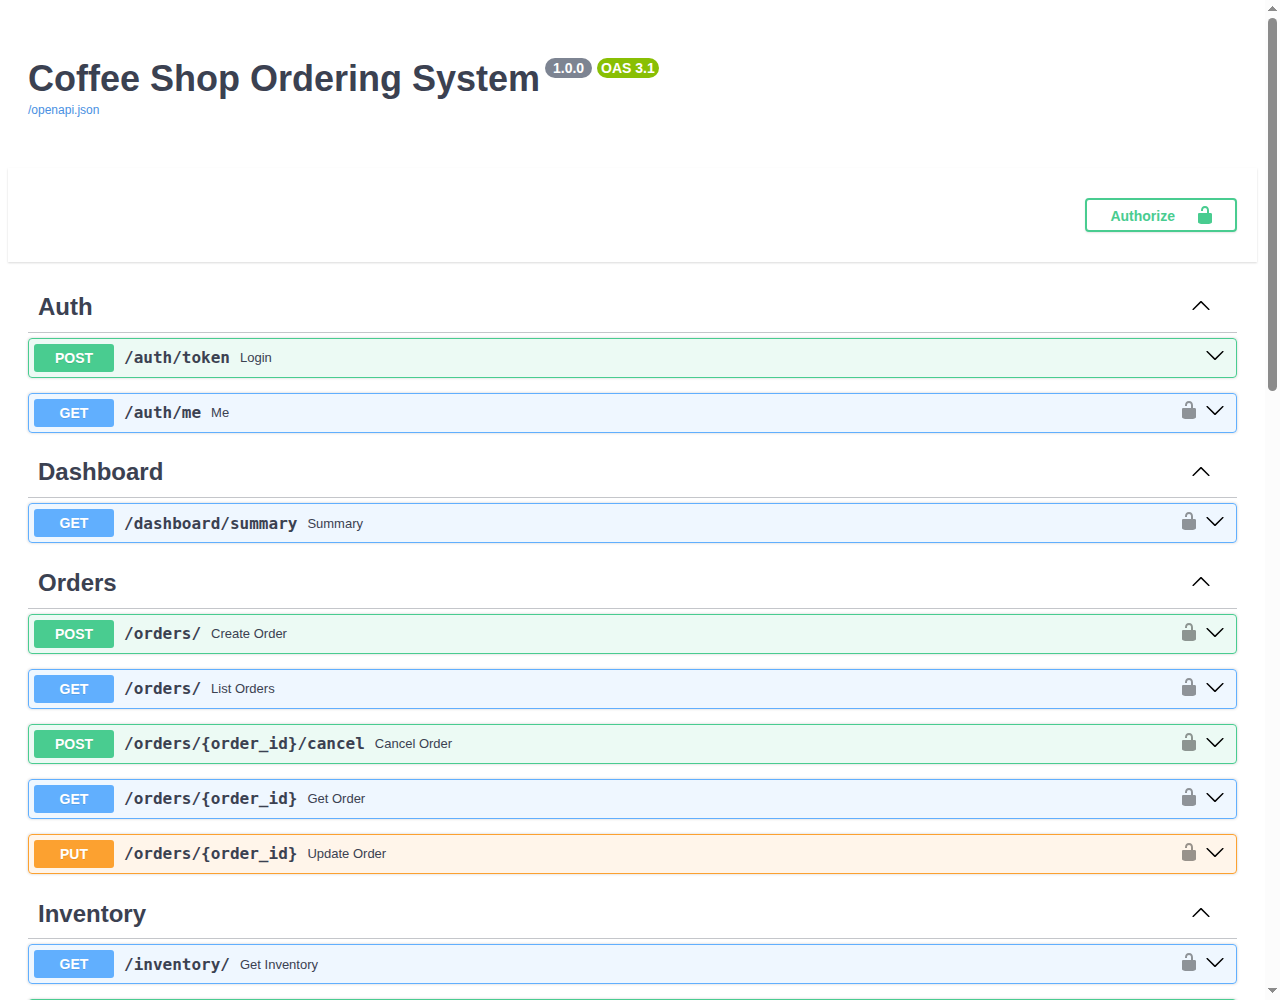 Coffee Shop Ordering System 1.0.0 OAS 3.1
/openapi.json
Authorize
Auth
POST /auth/token Login
GET /auth/me Me
Dashboard
GET /dashboard/summary Summary
Orders
POST /orders/ Create Order
GET /orders/ List Orders
POST /orders/{order_id}/cancel Cancel Order
GET /orders/{order_id} Get Order
PUT /orders/{order_id} Update Order
Inventory
GET /inventory/ Get Inventory